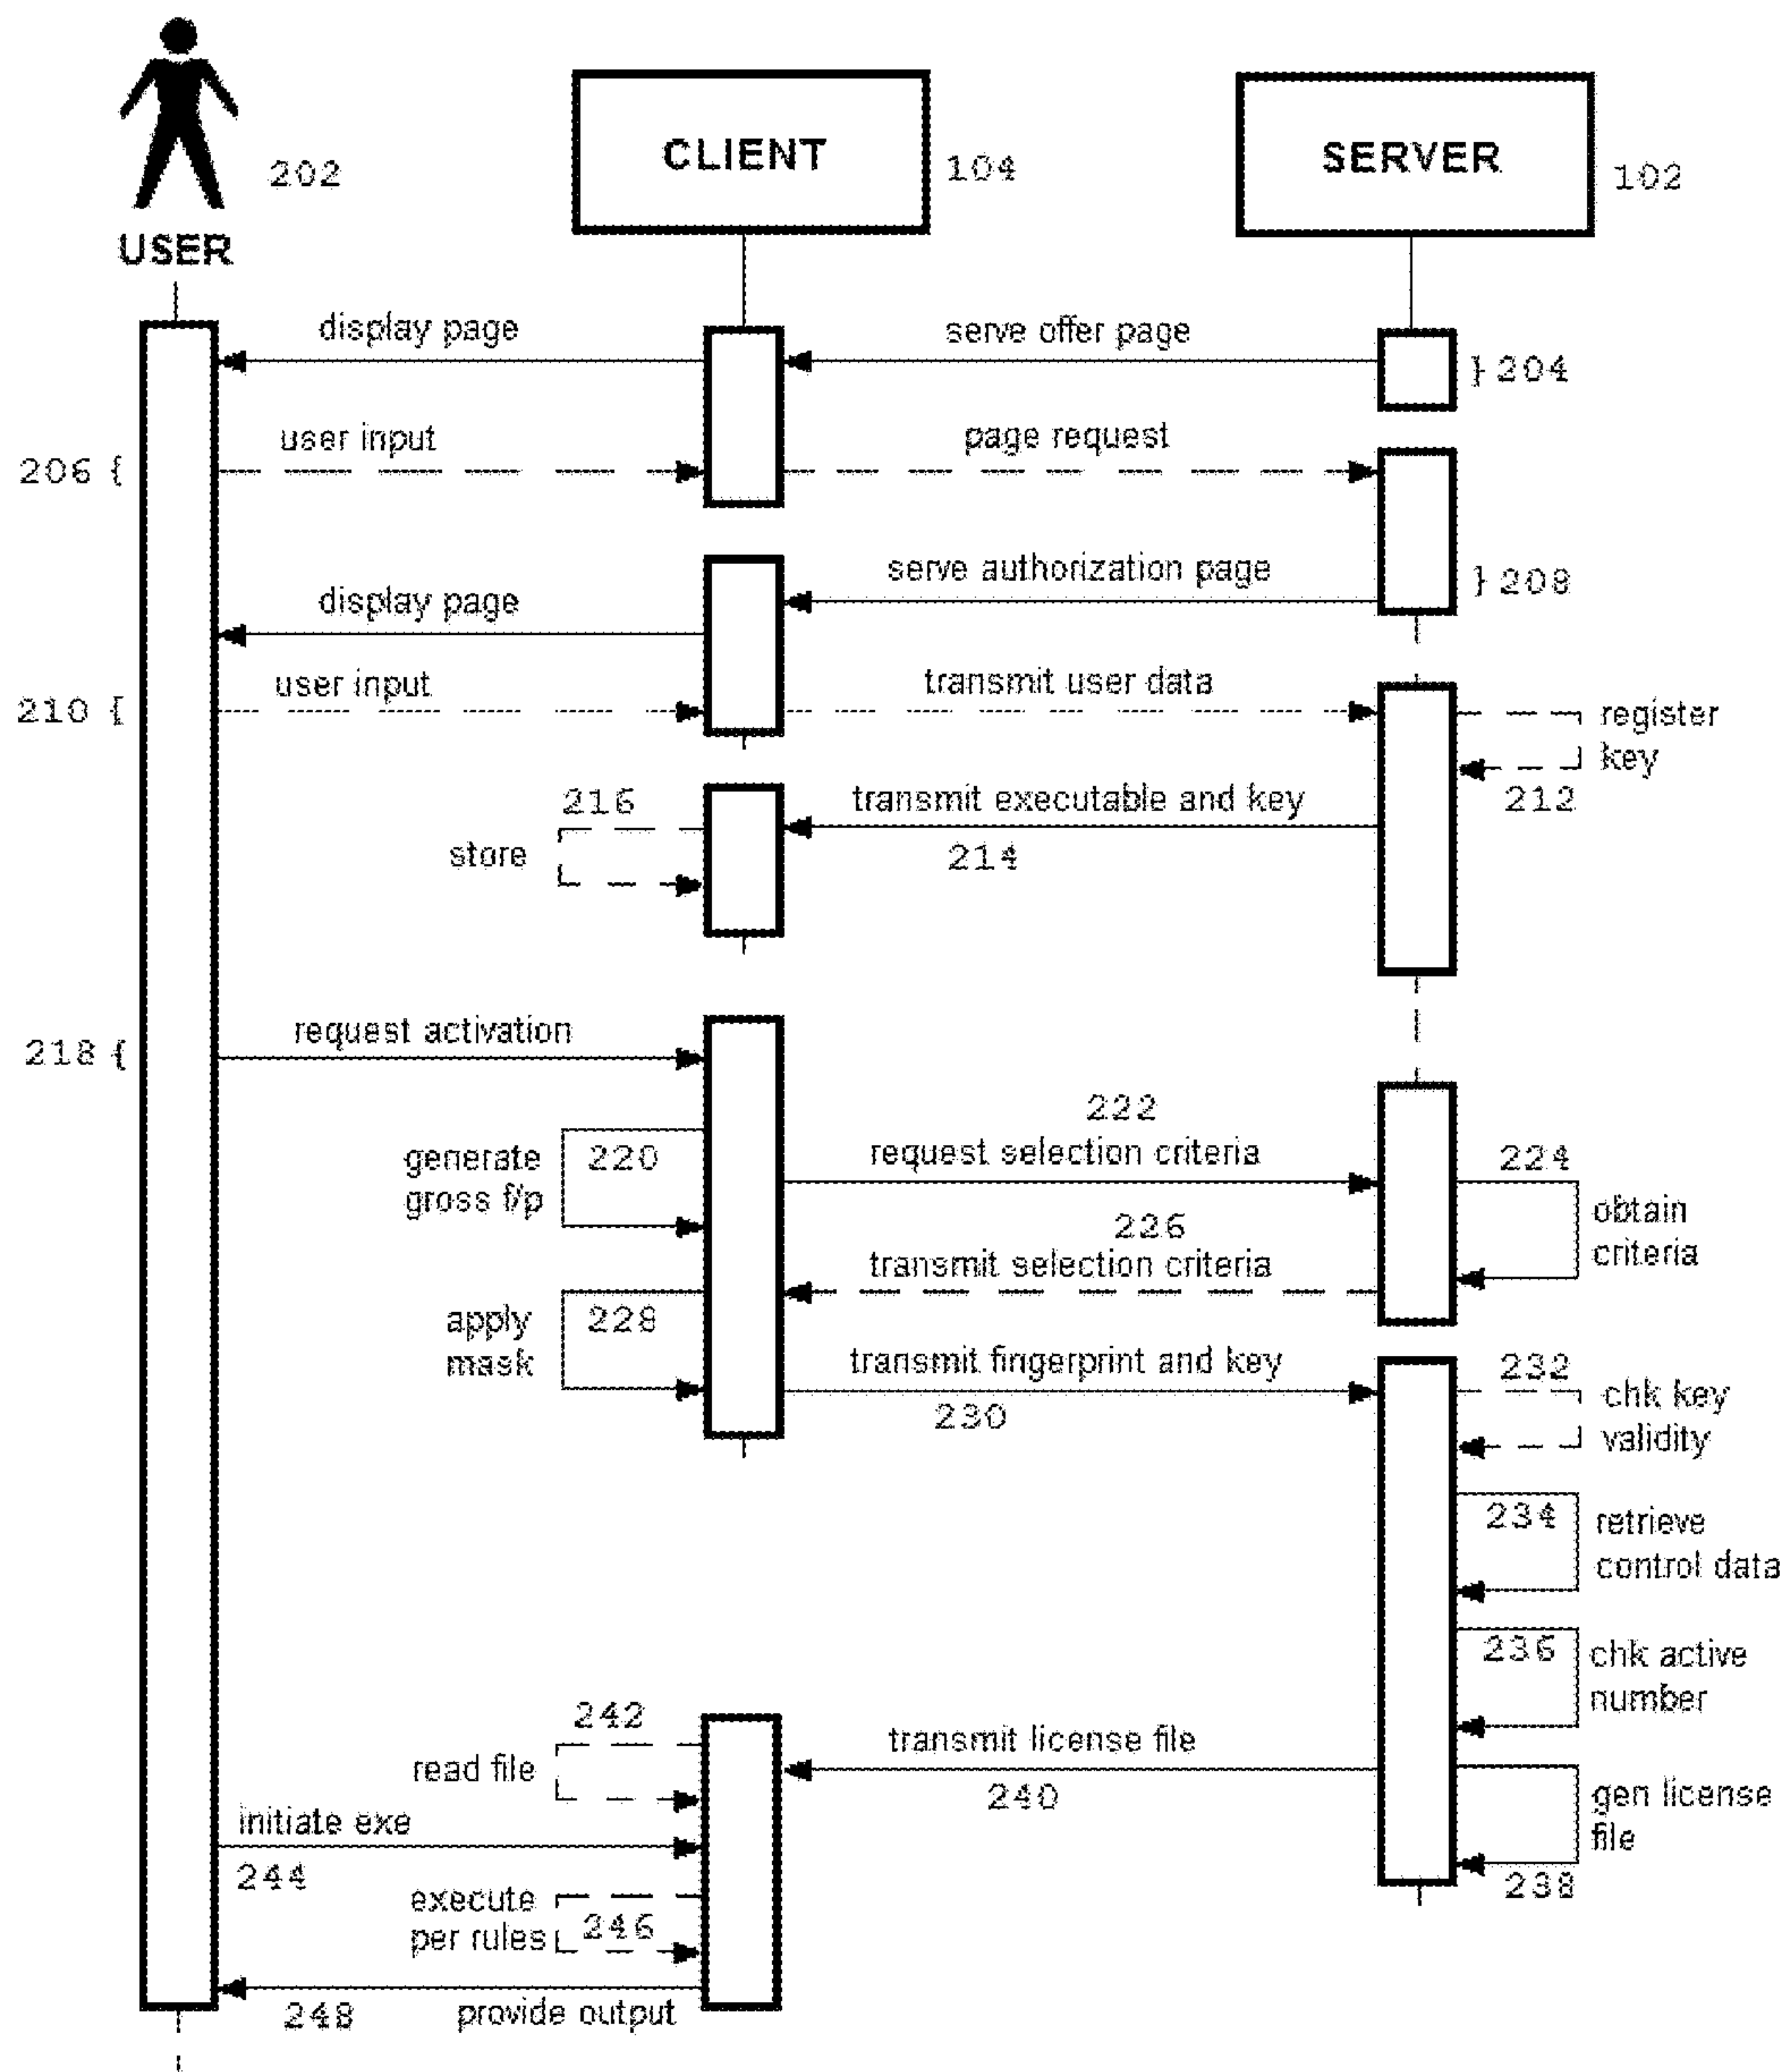 202
USER
CLIENT
104
SERVER
102
display page
serve offer page
} 204
user input
page request
206 {
serve authorization page
} 208
display page
user input
transmit user data
210 {
register
key
212
216
store
transmit executable and key
214
request activation
218 {
222
generate
gross f/p
220
request selection criteria
224
obtain
criteria
226
transmit selection criteria
apply
mask
228
transmit fingerprint and key
230
232
chk key
validity
234
retrieve
control data
236
chk active
number
242
read file
transmit license file
240
gen license
file
238
initiate exe
244
execute
per rules
246
248
provide output